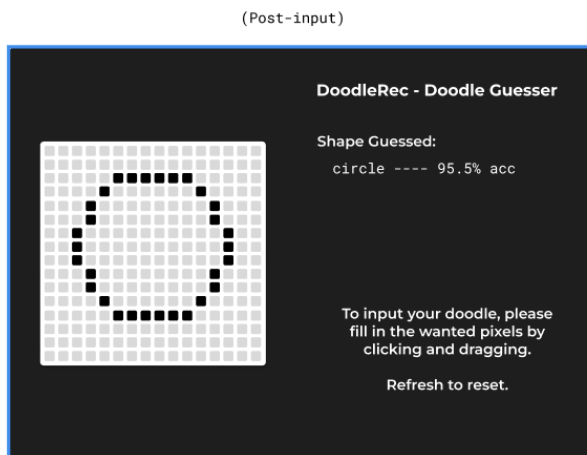 (Post-input)
DoodleRec - Doodle Guesser
Shape Guessed:
circle ---- 95.5% acc
To input your doodle, please
fill in the wanted pixels by
clicking and dragging.
Refresh to reset.